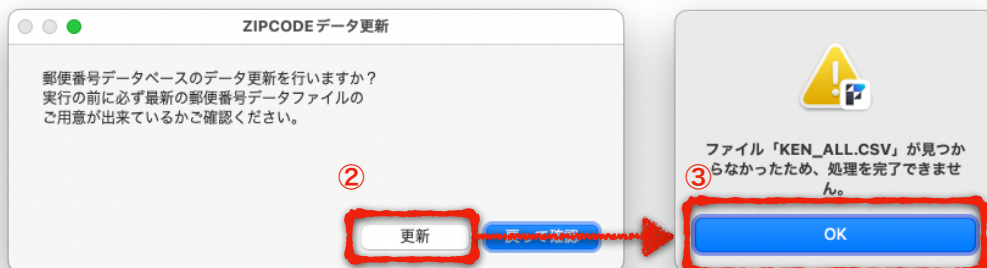 ZIPCODEデータ更新
郵便番号データベースのデータ更新を行いますか？
実行の前に必ず最新の郵便番号データファイルの
ご用意が出来ているかご確認ください。
②
更新
戻って確認
ファイル「KEN_ALL.CSV」が見つか
らなかったため、処理を完了できませ
ん。
③
OK